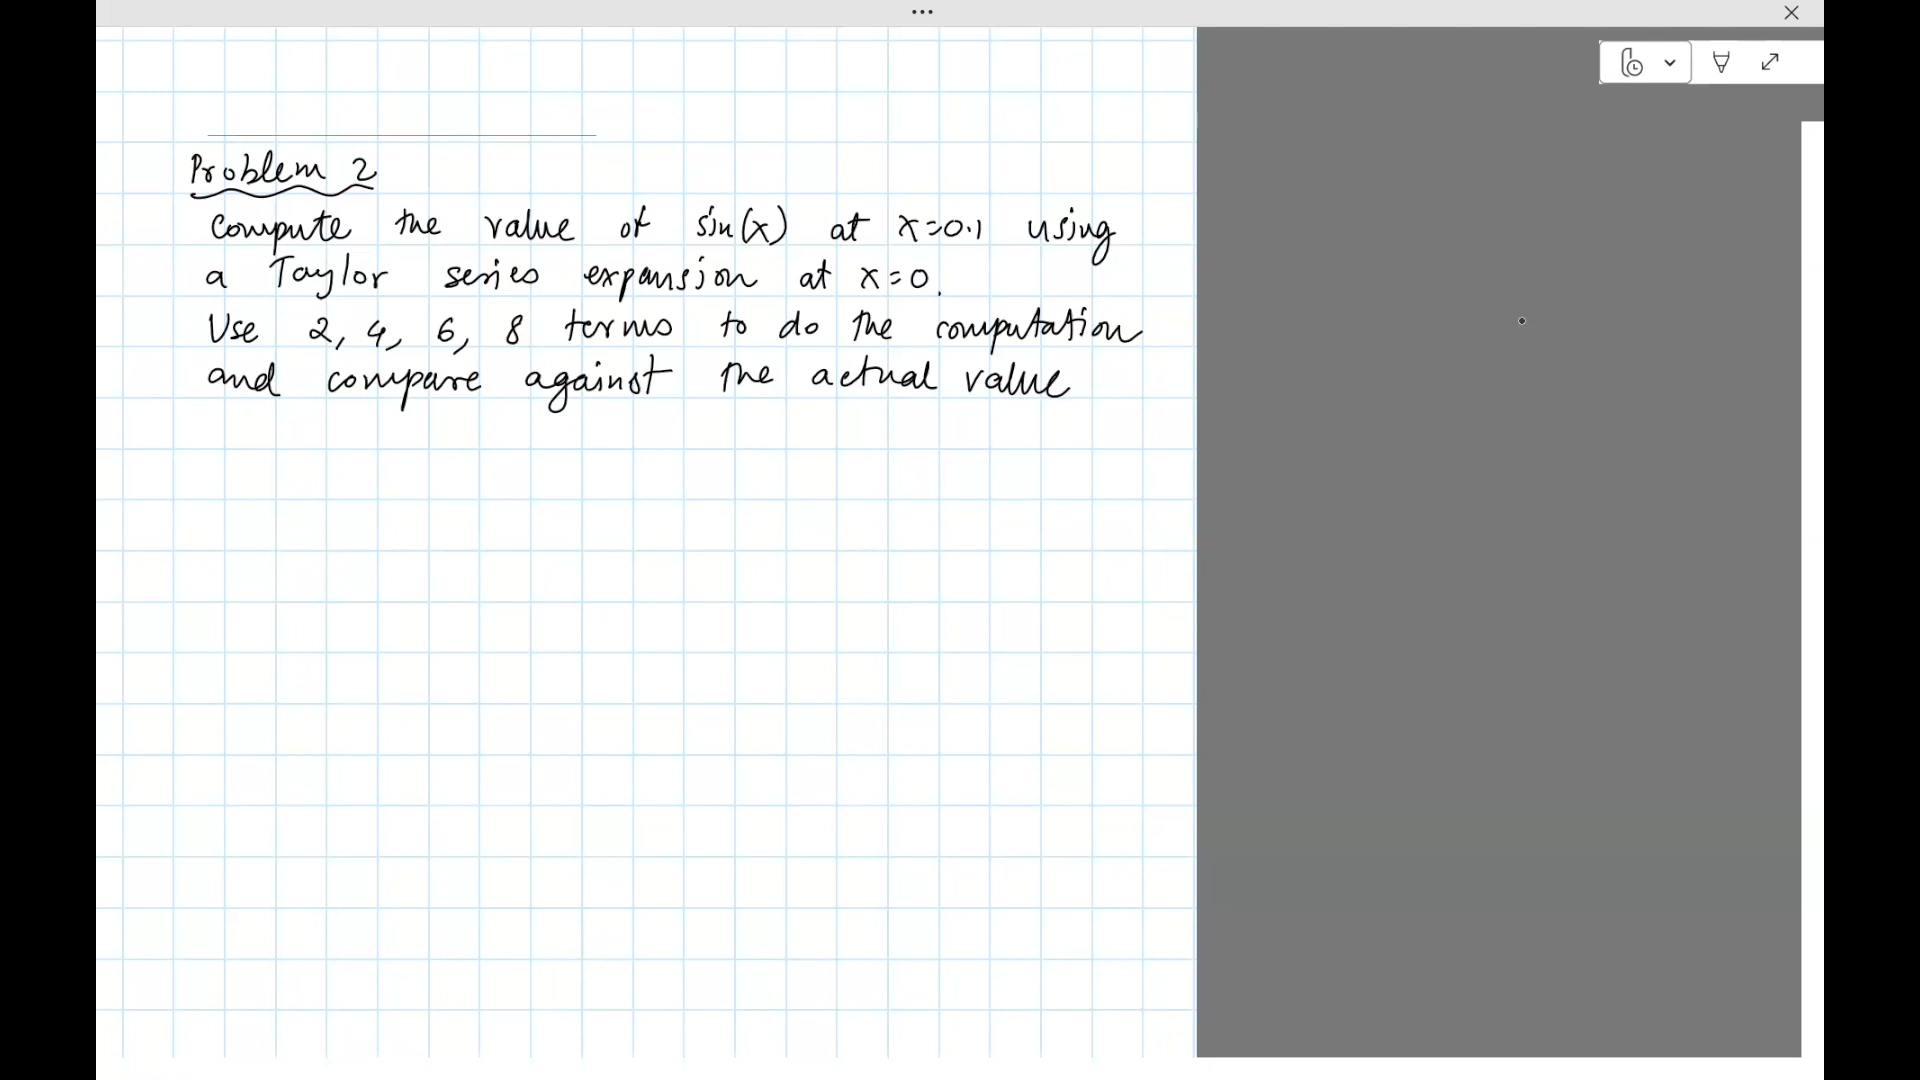 Problem 2
Compute the value of sin(x) at x=0.1 using
a Taylor series expansion at x=0.
Use 2, 4, 6, 8 terms to do the computation
and compare against the actual value